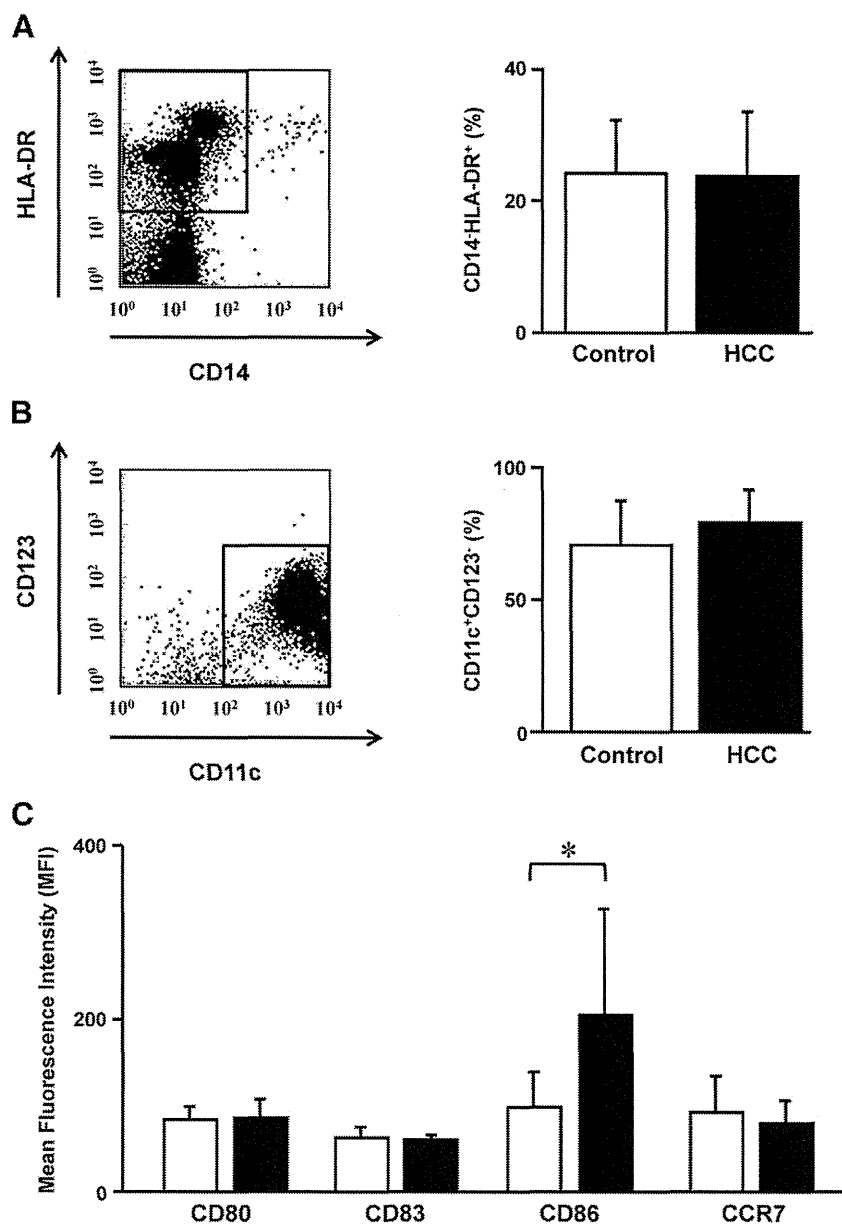 A
HLA-DR
10⁴
10³
10²
10¹
10⁰
10⁰ 10¹ 10² 10³ 10⁴
CD14
CD14⁻HLA-DR⁺ (%)
40
20
0
Control HCC
B
CD123
10⁴
10³
10²
10¹
10⁰
10⁰ 10¹ 10² 10³ 10⁴
CD11c
CD11c⁺CD123⁻ (%)
100
50
0
Control HCC
C
Mean Fluorescence Intensity (MFI)
400
200
0
*
CD80 CD83 CD86 CCR7